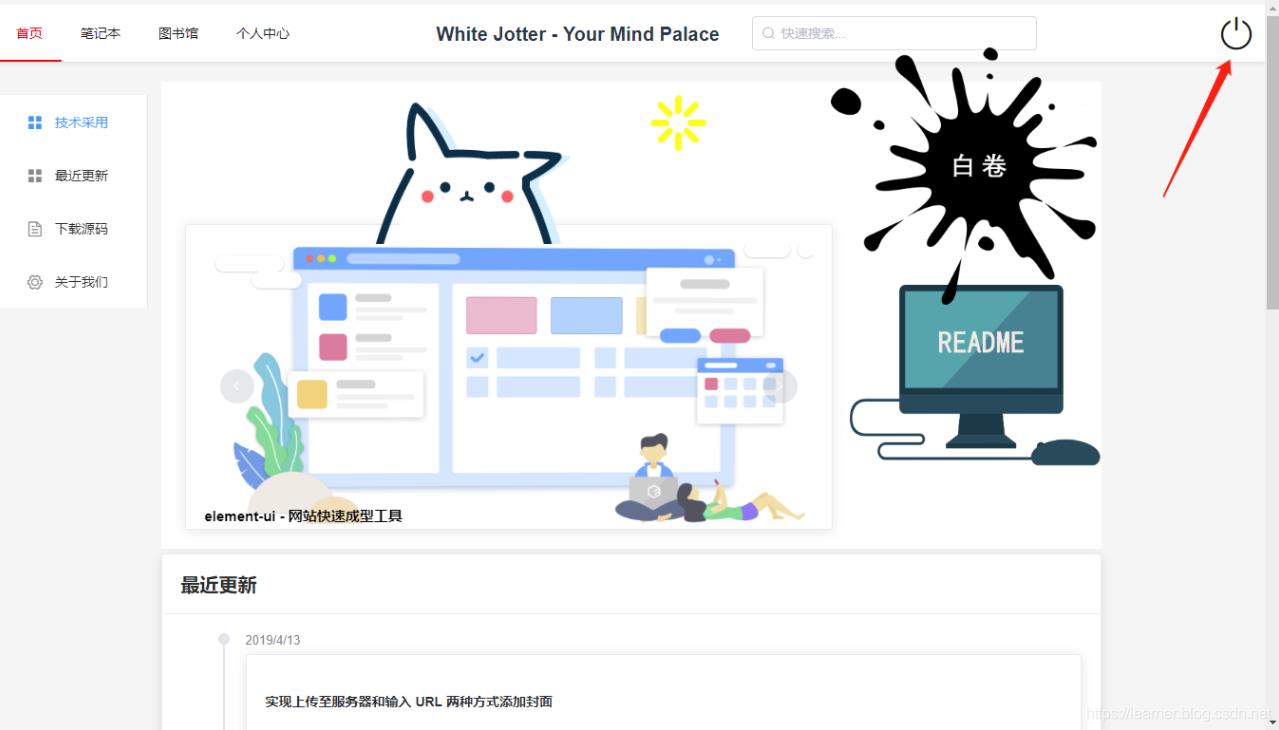 首页 笔记本 图书馆 个人中心 White Jotter - Your Mind Palace 快速搜索...
技术采用
最近更新
下载源码
关于我们
白卷
README
element-ui - 网站快速成型工具
最近更新
2019/4/13
实现上传至服务器和输入 URL 两种方式添加封面
https://learner.blog.csdn.net